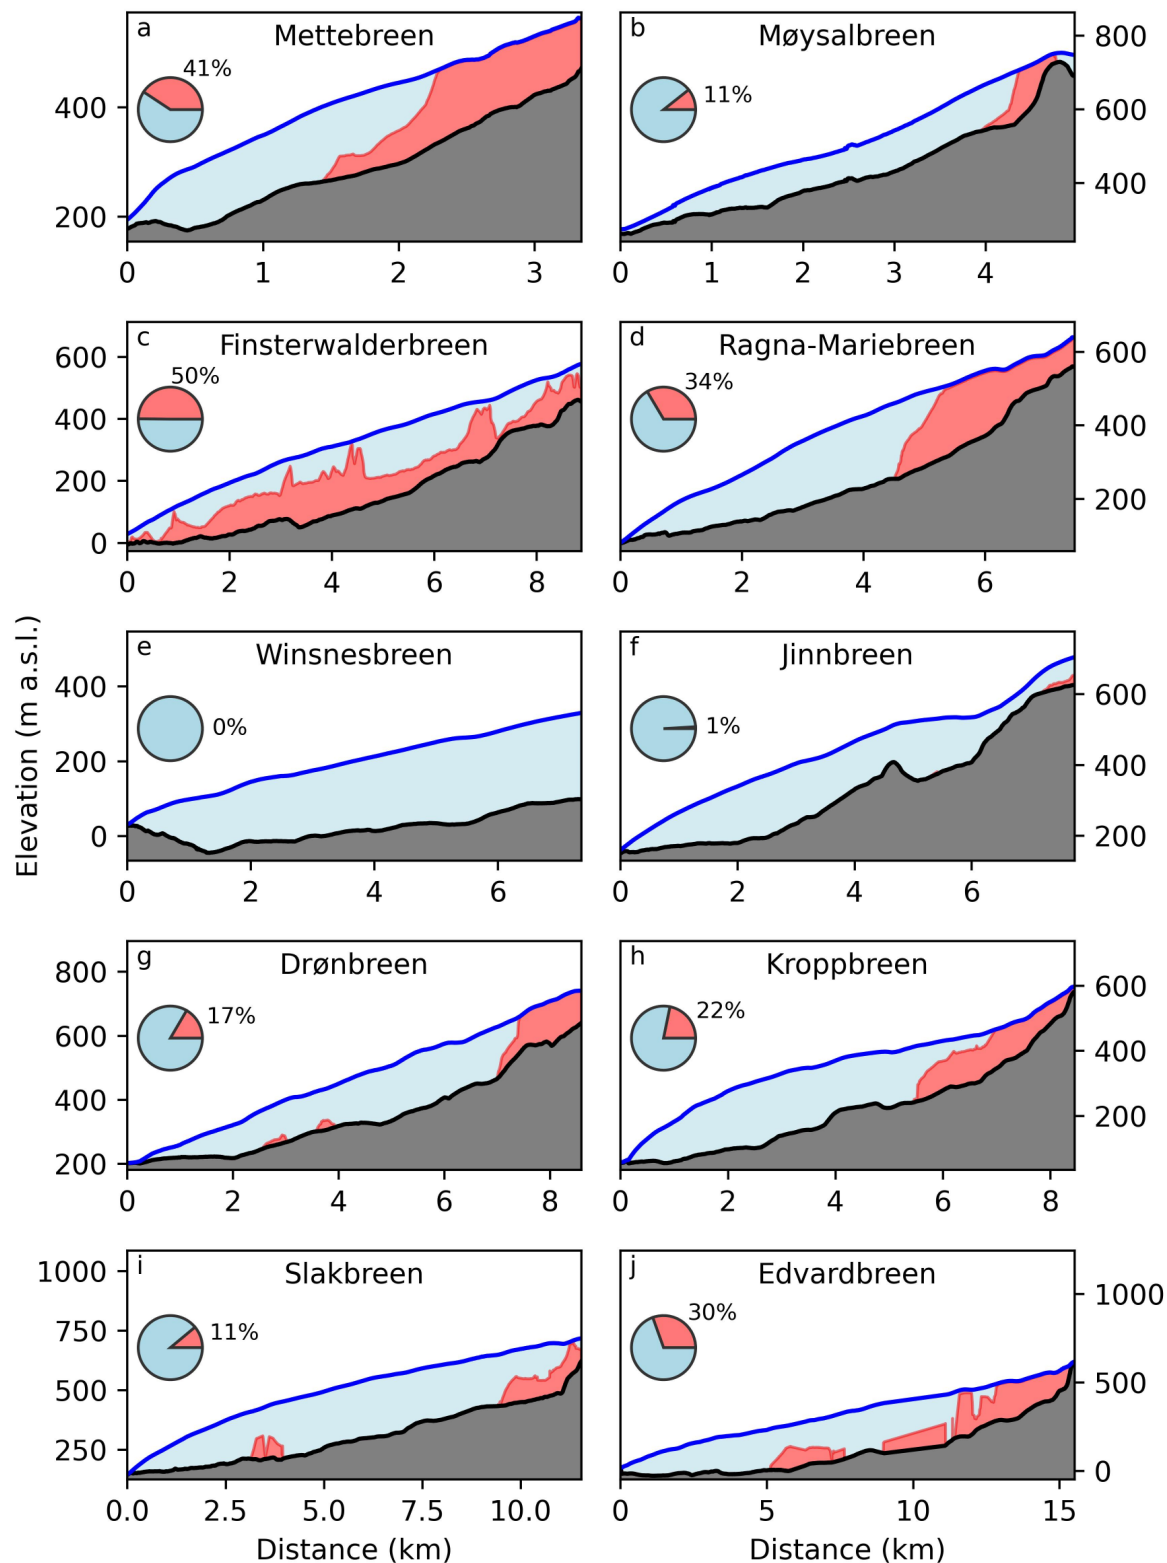 a
Mettebreen
41%
400
200
0 1 2 3
b
Møysalbreen
11%
800
600
400
0 1 2 3 4
c
Finsterwalderbreen
50%
600
400
200
0
0 2 4 6 8
d
Ragna-Mariebreen
34%
600
400
200
0 2 4 6
Elevation (m a.s.l.)
e
Winsnesbreen
0%
400
200
0
0 2 4 6
f
Jinnbreen
1%
600
400
200
0 2 4 6
g
Drønbreen
17%
800
600
400
200
0 2 4 6 8
h
Kroppbreen
22%
600
400
200
0 2 4 6 8
i
Slakbreen
11%
1000
750
500
250
0.0 2.5 5.0 7.5 10.0
Distance (km)
j
Edvardbreen
30%
1000
500
0
0 5 10 15
Distance (km)